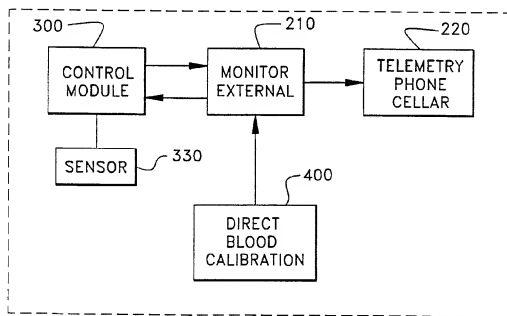 300
210
220
CONTROL
MODULE
MONITOR
EXTERNAL
TELEMETRY
PHONE
CELLAR
SENSOR
330
400
DIRECT
BLOOD
CALIBRATION